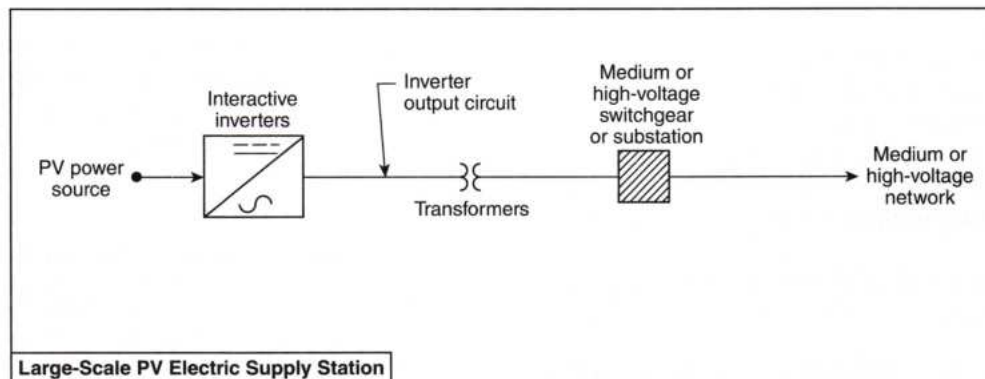 PV power
source
Interactive
inverters
Inverter
output circuit
Transformers
Medium or
high-voltage
switchgear
or substation
Medium or
high-voltage
network
Large-Scale PV Electric Supply Station